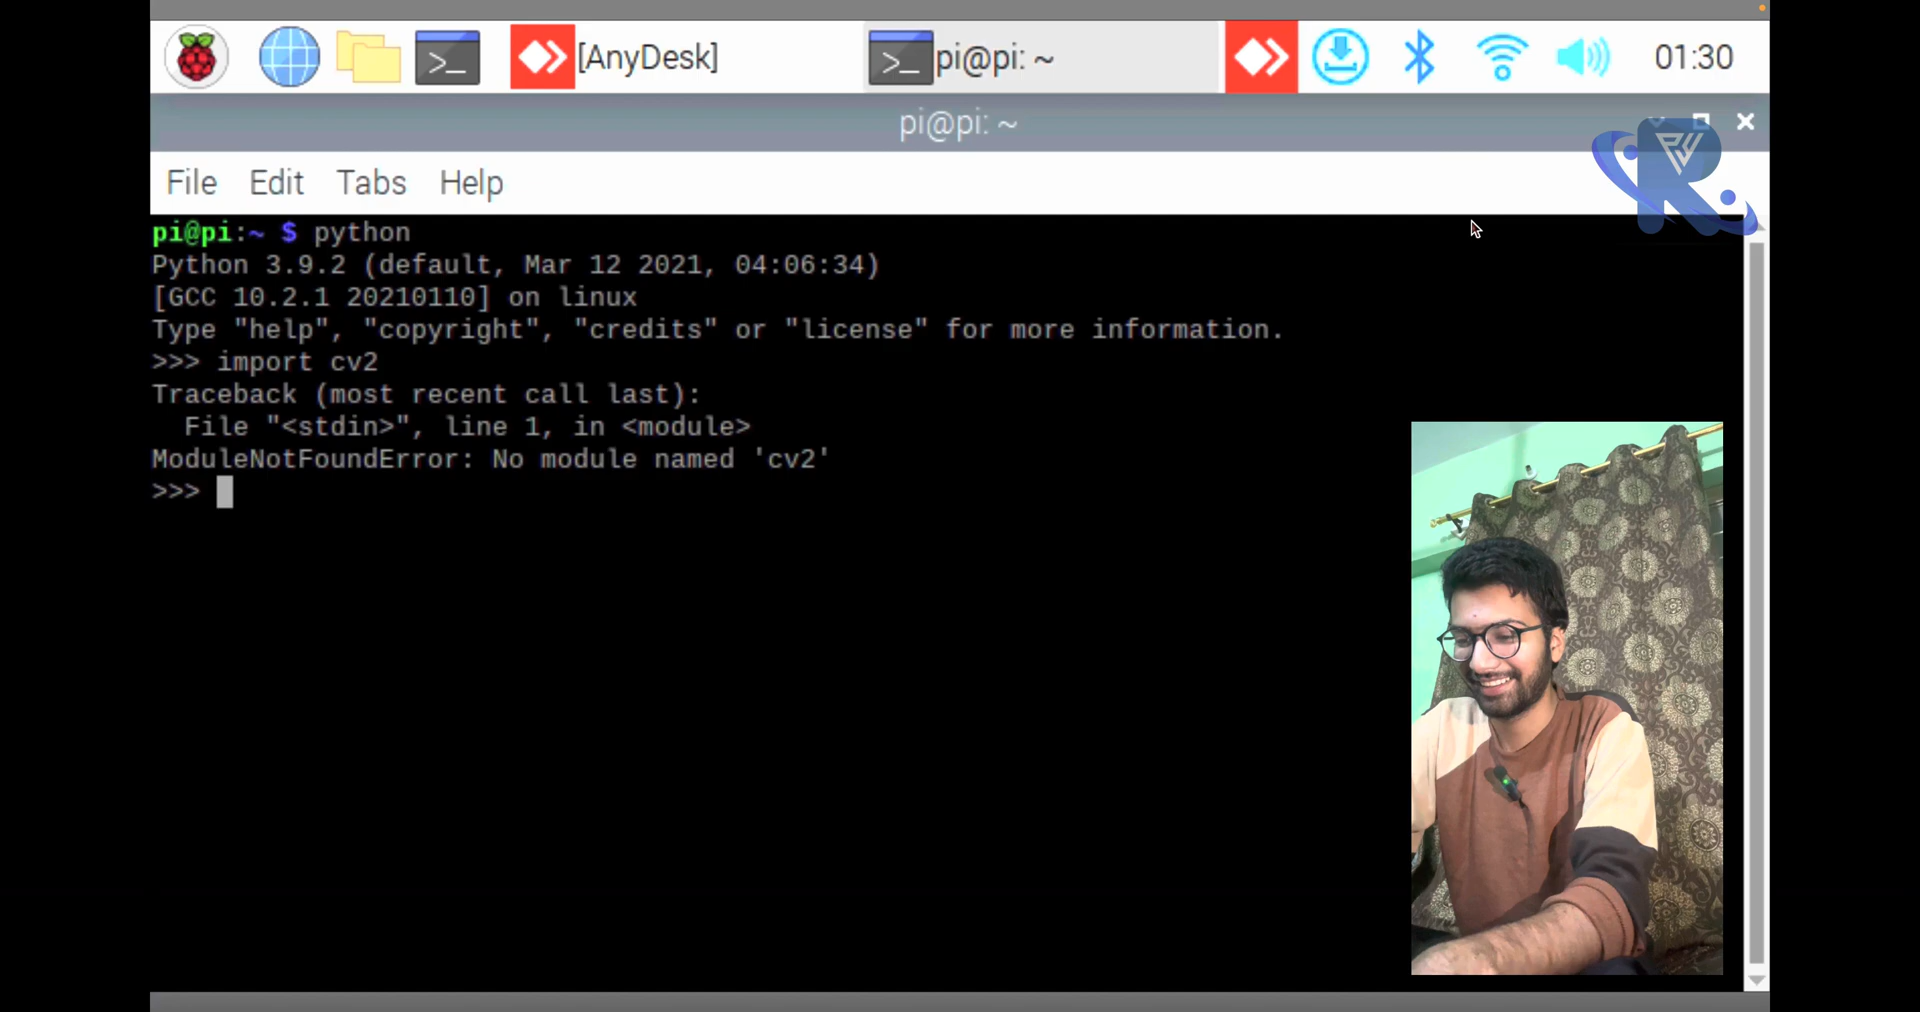 [AnyDesk]
pi@pi: ~
01:30
pi@pi: ~
File Edit Tabs Help
pi@pi:~ $ python
Python 3.9.2 (default, Mar 12 2021, 04:06:34)
[GCC 10.2.1 20210110] on linux
Type "help", "copyright", "credits" or "license" for more information.
>>> import cv2
Traceback (most recent call last):
  File "<stdin>", line 1, in <module>
ModuleNotFoundError: No module named 'cv2'
>>>